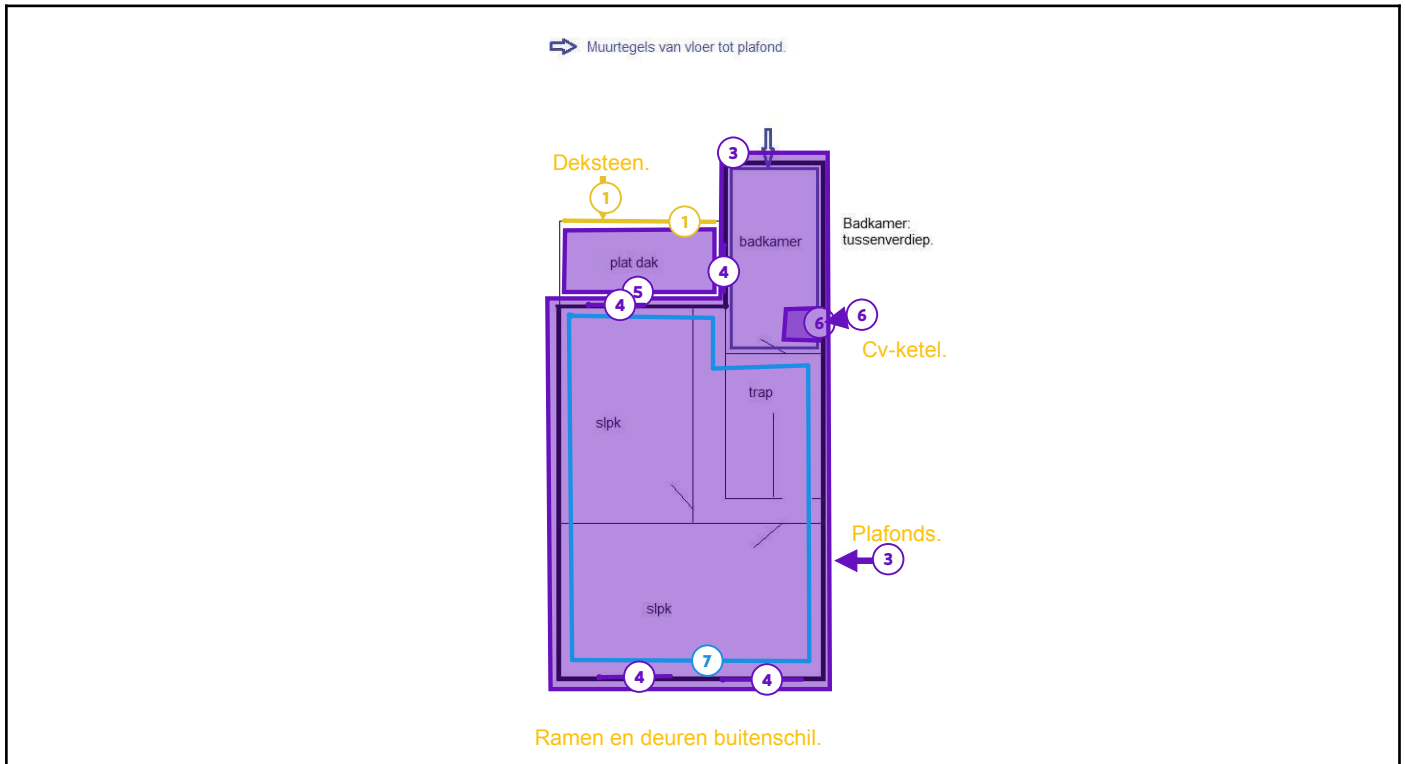 Muurtegels van vloer tot plafond.
3
Deksteen.
1
1
Badkamer:
tussenverdiep.
badkamer
plat dak
4
5
4
6
6
Cv-ketel.
trap
slpk
Plafonds.
3
slpk
7
4
4
Ramen en deuren buitenschil.